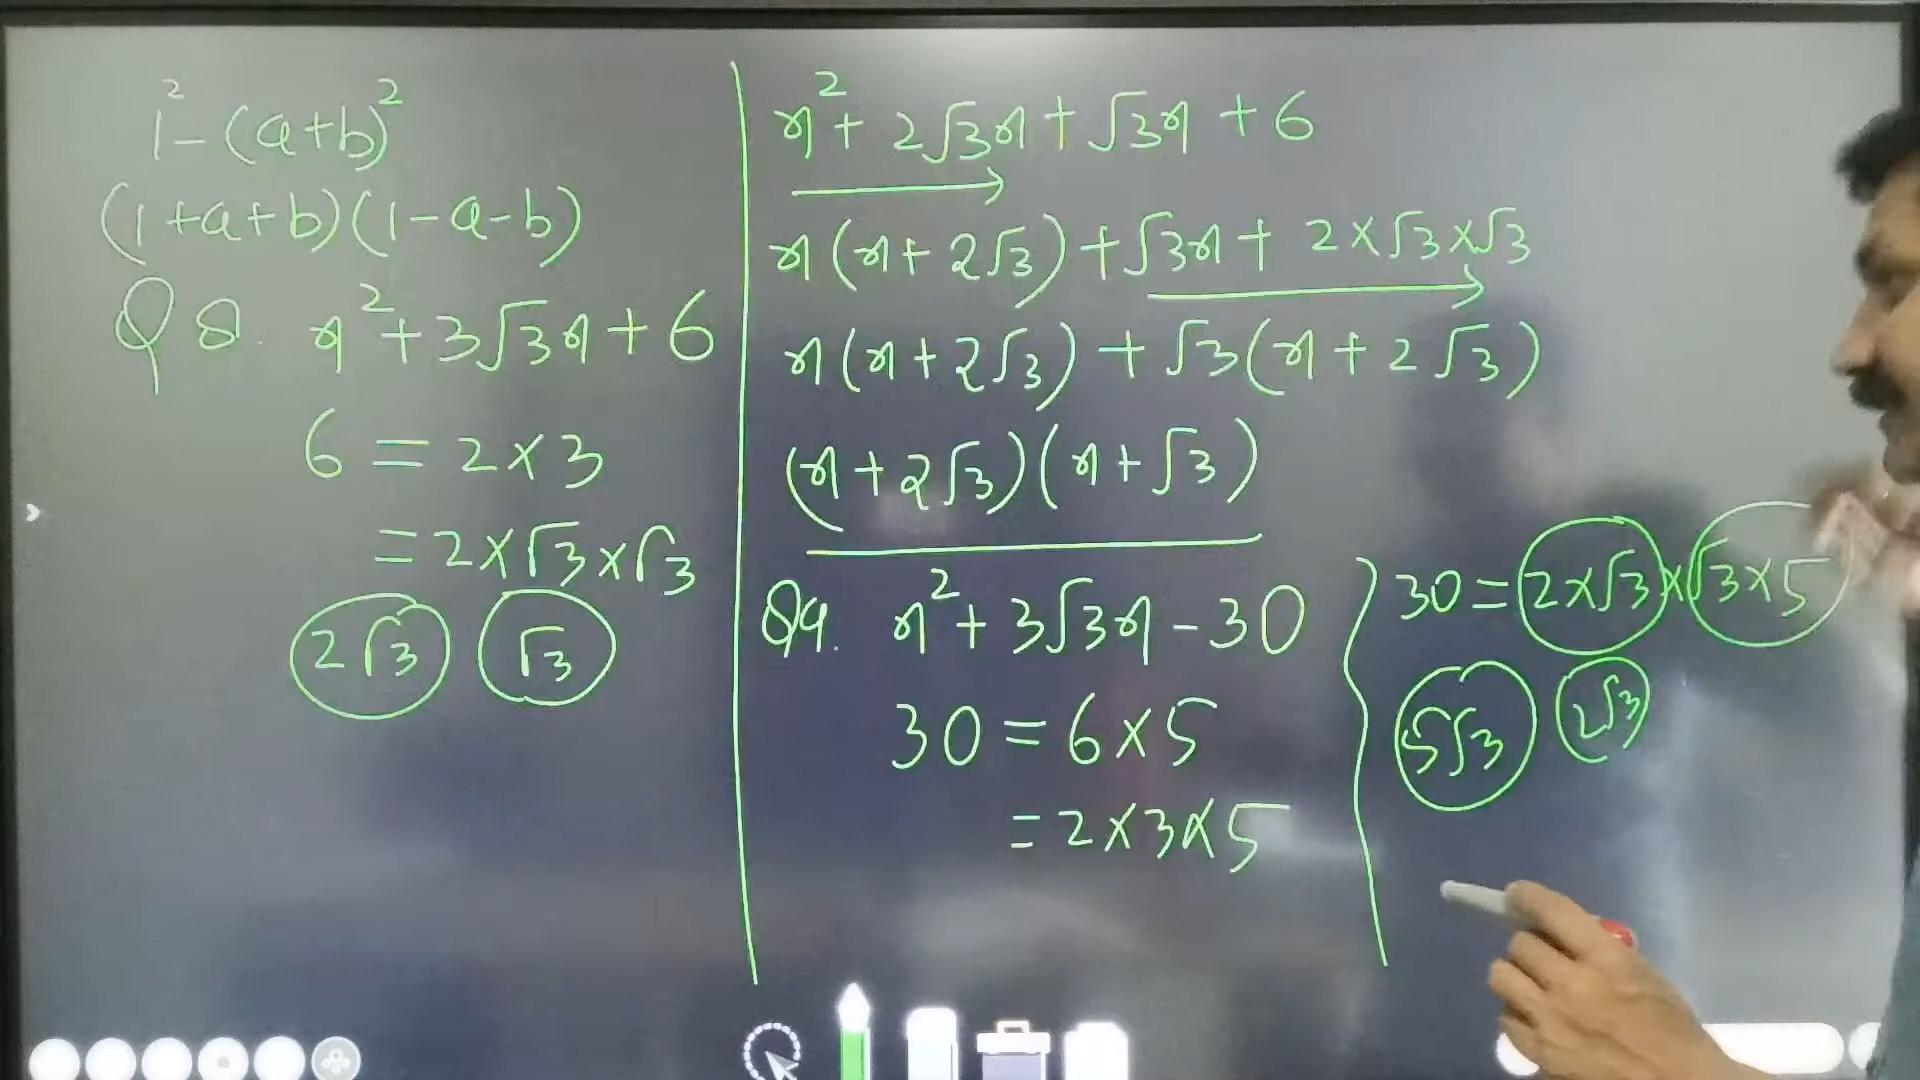 1² - (a+b)²
(1+a+b)(1-a-b)
Q 8. x² + 3√3x + 6
6 = 2 × 3
= 2 × √3 × √3
2√3 √3
x² + 2√3x + √3x + 6
x(x + 2√3) + √3x + 2 × √3 × √3
x(x + 2√3) + √3(x + 2√3)
(x + 2√3)(x + √3)
Q9. x² + 3√3x - 30
30 = 6 × 5
= 2 × 3 × 5
30 = 2 × √3 × √3 × 5
5√3 2√3